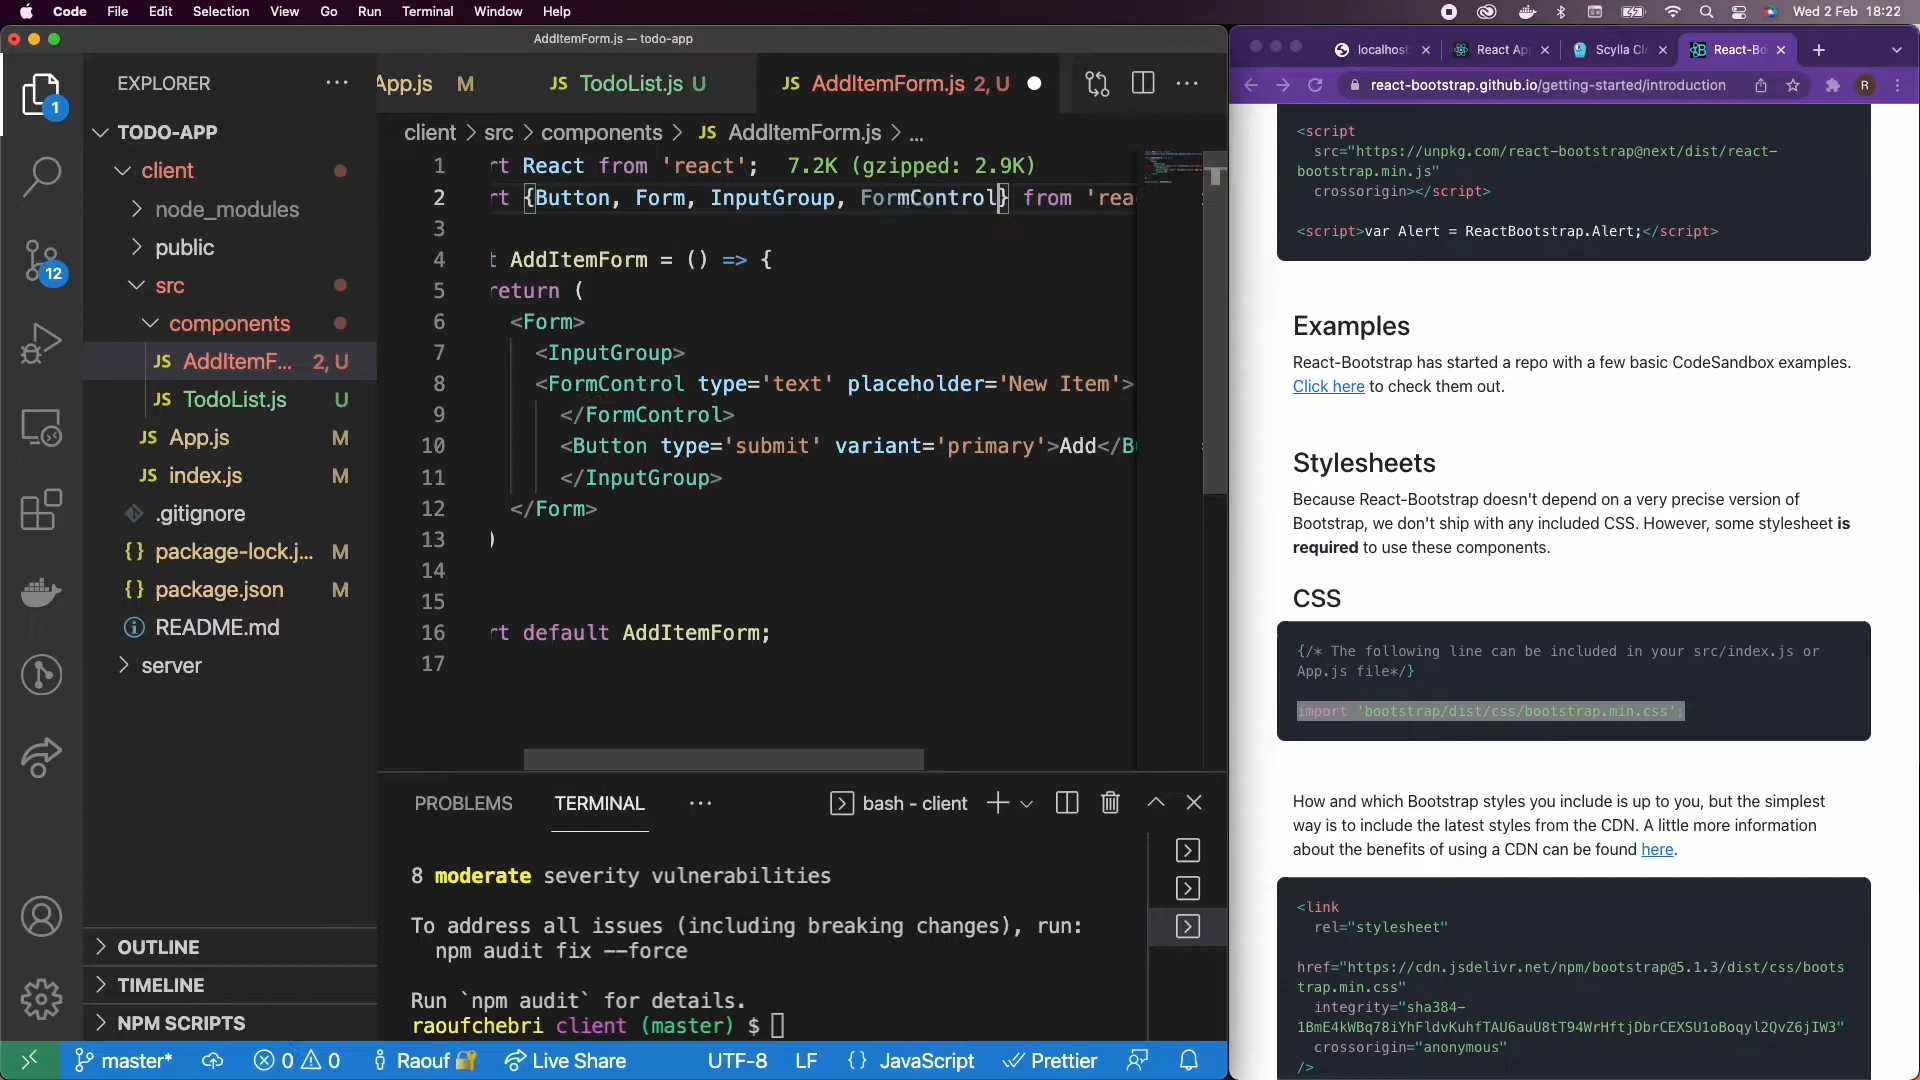 Code File Edit Selection View Go Run Terminal Window Help
Wed 2 Feb 18:22
AddItemForm.js — todo-app
EXPLORER
1
TODO-APP
client
node_modules
public
src
components
JS AddItemF... 2, U
JS TodoList.js U
JS App.js M
JS index.js M
.gitignore
{} package-lock.j... M
{} package.json M
README.md
server
12
OUTLINE
TIMELINE
NPM SCRIPTS
App.js M
JS TodoList.js U
JS AddItemForm.js 2, U
client > src > components > JS AddItemForm.js > ...
1 rt React from 'react'; 7.2K (gzipped: 2.9K)
2 rt {Button, Form, InputGroup, FormControl} from 'rea
3
4 t AddItemForm = () => {
5 return (
6 <Form>
7 <InputGroup>
8 <FormControl type='text' placeholder='New Item'>
9 </FormControl>
10 <Button type='submit' variant='primary'>Add</B
11 </InputGroup>
12 </Form>
13 )
14
15
16 rt default AddItemForm;
17
PROBLEMS TERMINAL
bash - client
8 moderate severity vulnerabilities
To address all issues (including breaking changes), run:
npm audit fix --force
Run `npm audit` for details.
raoufchebri client (master) $
master* 0 0 Raouf Live Share UTF-8 LF {} JavaScript Prettier
localhost: React Ap Scylla Cl React-Bo
react-bootstrap.github.io/getting-started/introduction
R
<script
src="https://unpkg.com/react-bootstrap@next/dist/react-
bootstrap.min.js"
crossorigin></script>
<script>var Alert = ReactBootstrap.Alert;</script>
Examples
React-Bootstrap has started a repo with a few basic CodeSandbox examples.
Click here to check them out.
Stylesheets
Because React-Bootstrap doesn't depend on a very precise version of
Bootstrap, we don't ship with any included CSS. However, some stylesheet is
required to use these components.
CSS
{/* The following line can be included in your src/index.js or
App.js file*/}
import 'bootstrap/dist/css/bootstrap.min.css';
How and which Bootstrap styles you include is up to you, but the simplest
way is to include the latest styles from the CDN. A little more information
about the benefits of using a CDN can be found here.
<link
rel="stylesheet"
href="https://cdn.jsdelivr.net/npm/bootstrap@5.1.3/dist/css/boots
trap.min.css"
integrity="sha384-
1BmE4kWBq78iYhFldvKuhfTAU6auU8tT94WrHftjDbrCEXSU1oBoqyl2QvZ6jIW3"
crossorigin="anonymous"
/>